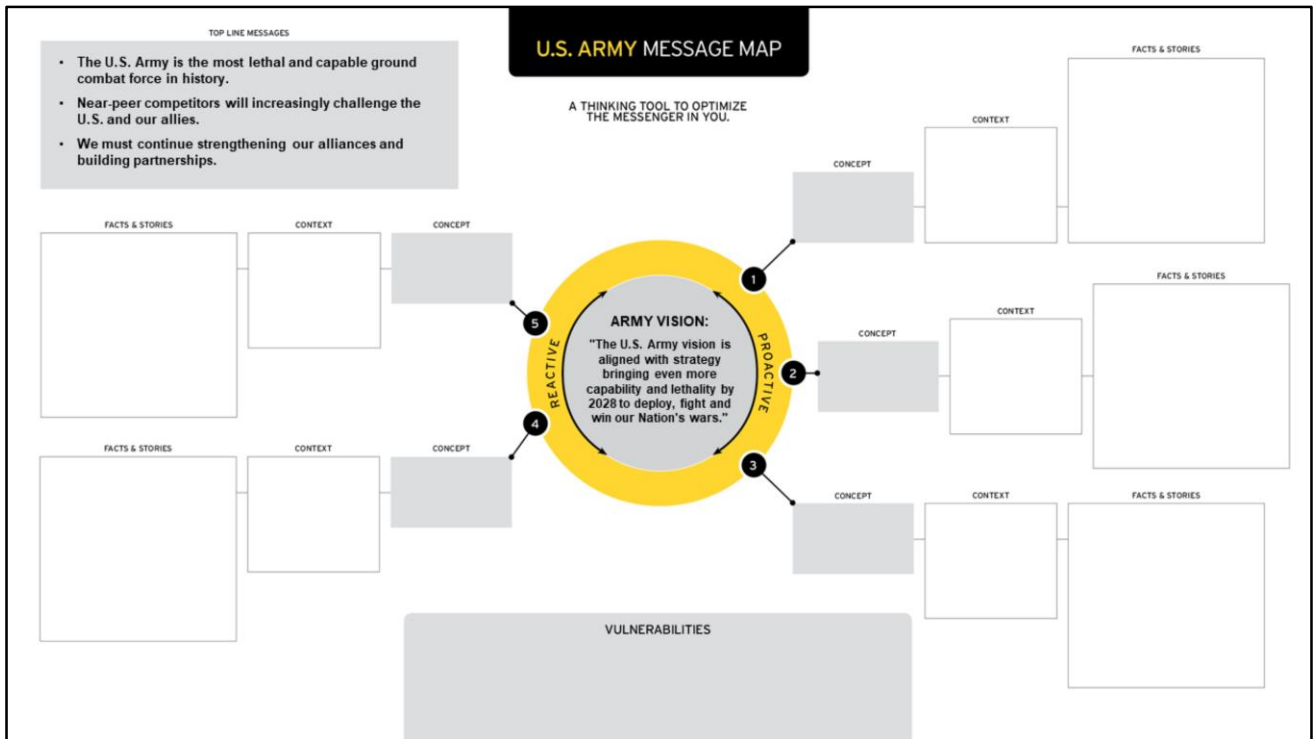 TOP LINE MESSAGES
• The U.S. Army is the most lethal and capable ground
combat force in history.
• Near-peer competitors will increasingly challenge the
U.S. and our allies.
• We must continue strengthening our alliances and
building partnerships.
U.S. ARMY MESSAGE MAP
A THINKING TOOL TO OPTIMIZE
THE MESSENGER IN YOU.
FACTS & STORIES
CONTEXT
CONCEPT
FACTS & STORIES
CONTEXT
CONCEPT
1
5
ARMY VISION:
"The U.S. Army vision is
aligned with strategy
bringing even more
capability and lethality by
2028 to deploy, fight and
win our Nation's wars."
REACTIVE
PROACTIVE
2
CONCEPT
CONTEXT
FACTS & STORIES
4
FACTS & STORIES
CONTEXT
CONCEPT
3
CONCEPT
CONTEXT
FACTS & STORIES
VULNERABILITIES